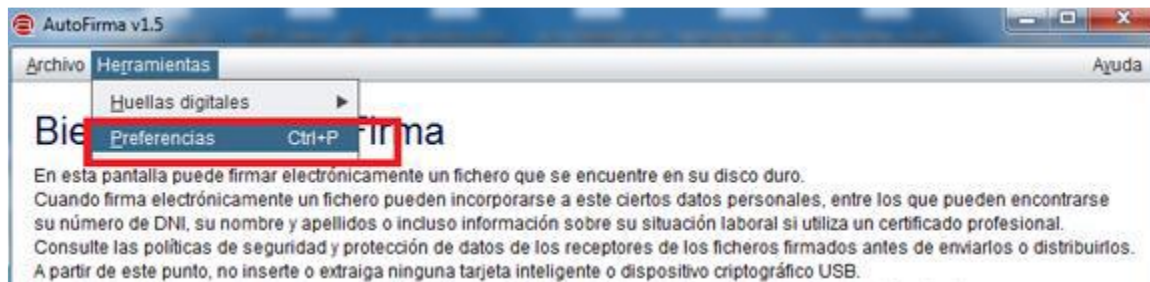 AutoFirma v1.5
Archivo Herramientas Ayuda
Huellas digitales
Preferencias Ctrl+P
Bie Firma
En esta pantalla puede firmar electrónicamente un fichero que se encuentre en su disco duro.
Cuando firma electrónicamente un fichero pueden incorporarse a este ciertos datos personales, entre los que pueden encontrarse
su número de DNI, su nombre y apellidos o incluso información sobre su situación laboral si utiliza un certificado profesional.
Consulte las políticas de seguridad y protección de datos de los receptores de los ficheros firmados antes de enviarlos o distribuirlos.
A partir de este punto, no inserte o extraiga ninguna tarjeta inteligente o dispositivo criptográfico USB.